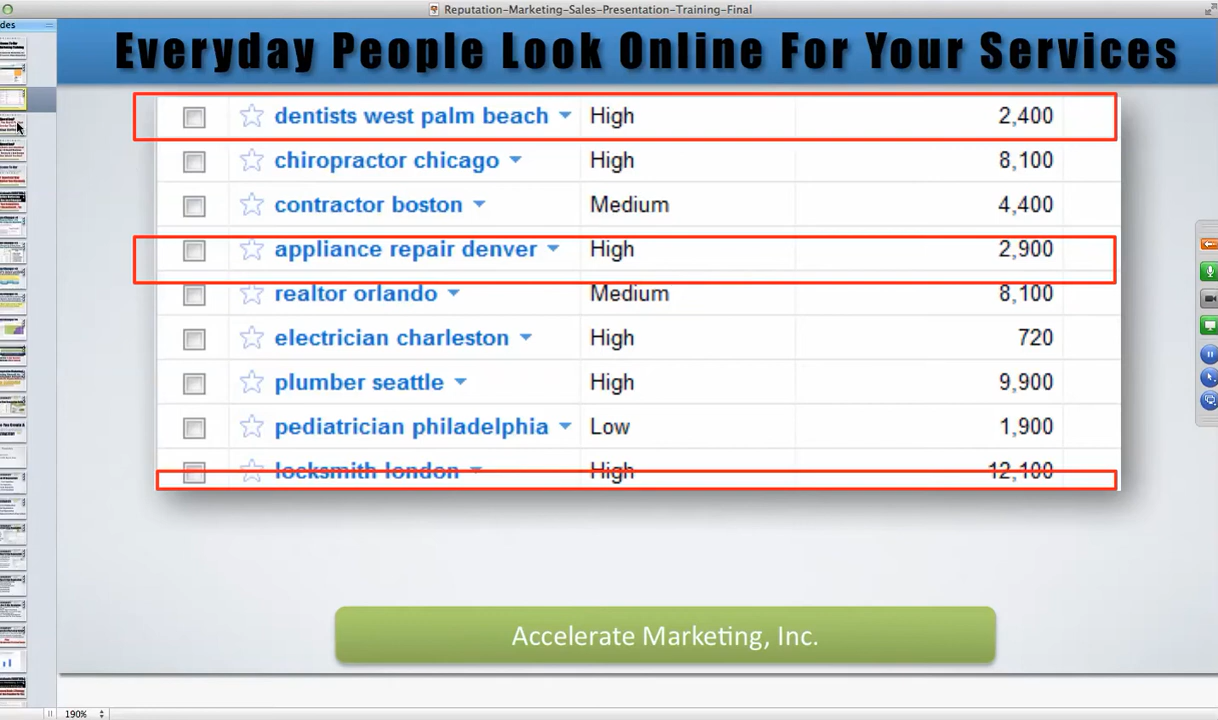 Reputation-Marketing-Sales-Presentation-Training-Final
des
Everyday People Look Online For Your Services
dentists west palm beach High 2,400
chiropractor chicago High 8,100
contractor boston Medium 4,400
appliance repair denver High 2,900
realtor orlando Medium 8,100
electrician charleston High 720
plumber seattle High 9,900
pediatrician philadelphia Low 1,900
locksmith london High 12,100
Accelerate Marketing, Inc.
190%